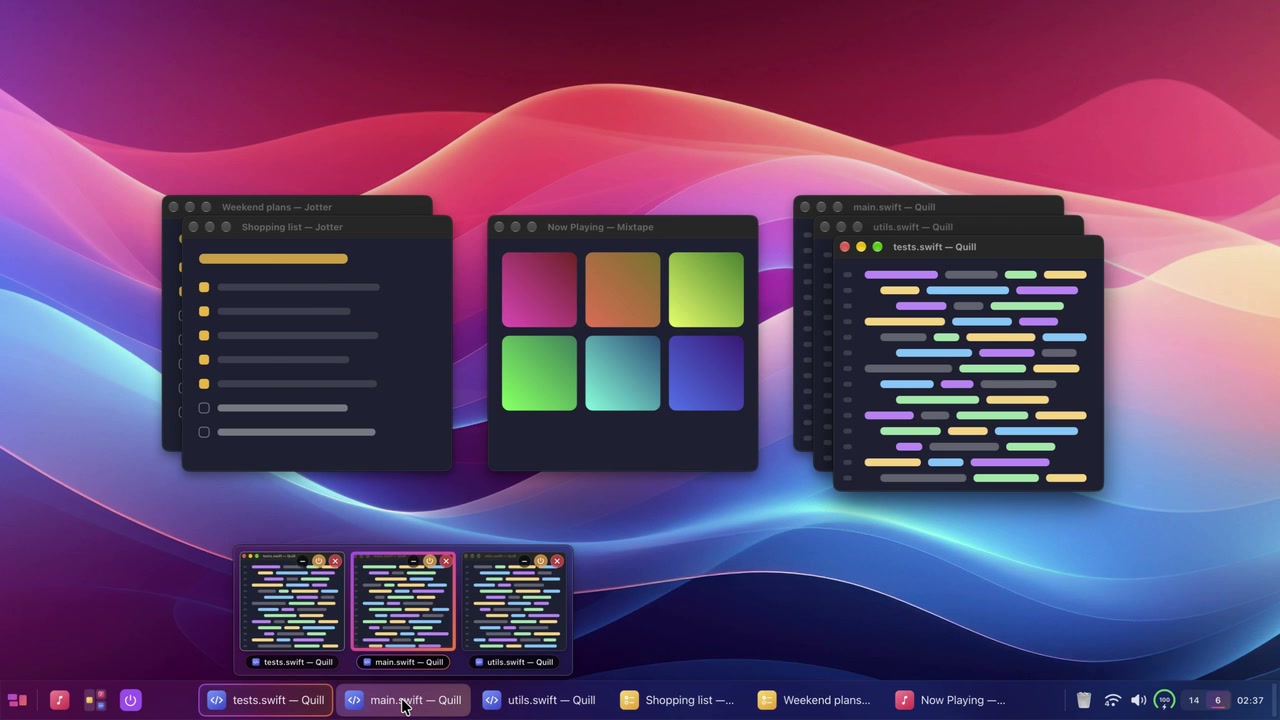 Weekend plans — Jotter
Shopping list — Jotter
Now Playing — Mixtape
main.swift — Quill
utils.swift — Quill
tests.swift — Quill
tests.swift — Quill
main.swift — Quill
utils.swift — Quill
tests.swift — Quill
main.swift — Quill
utils.swift — Quill
Shopping list —...
Weekend plans...
Now Playing —...
100
14
6
02:37